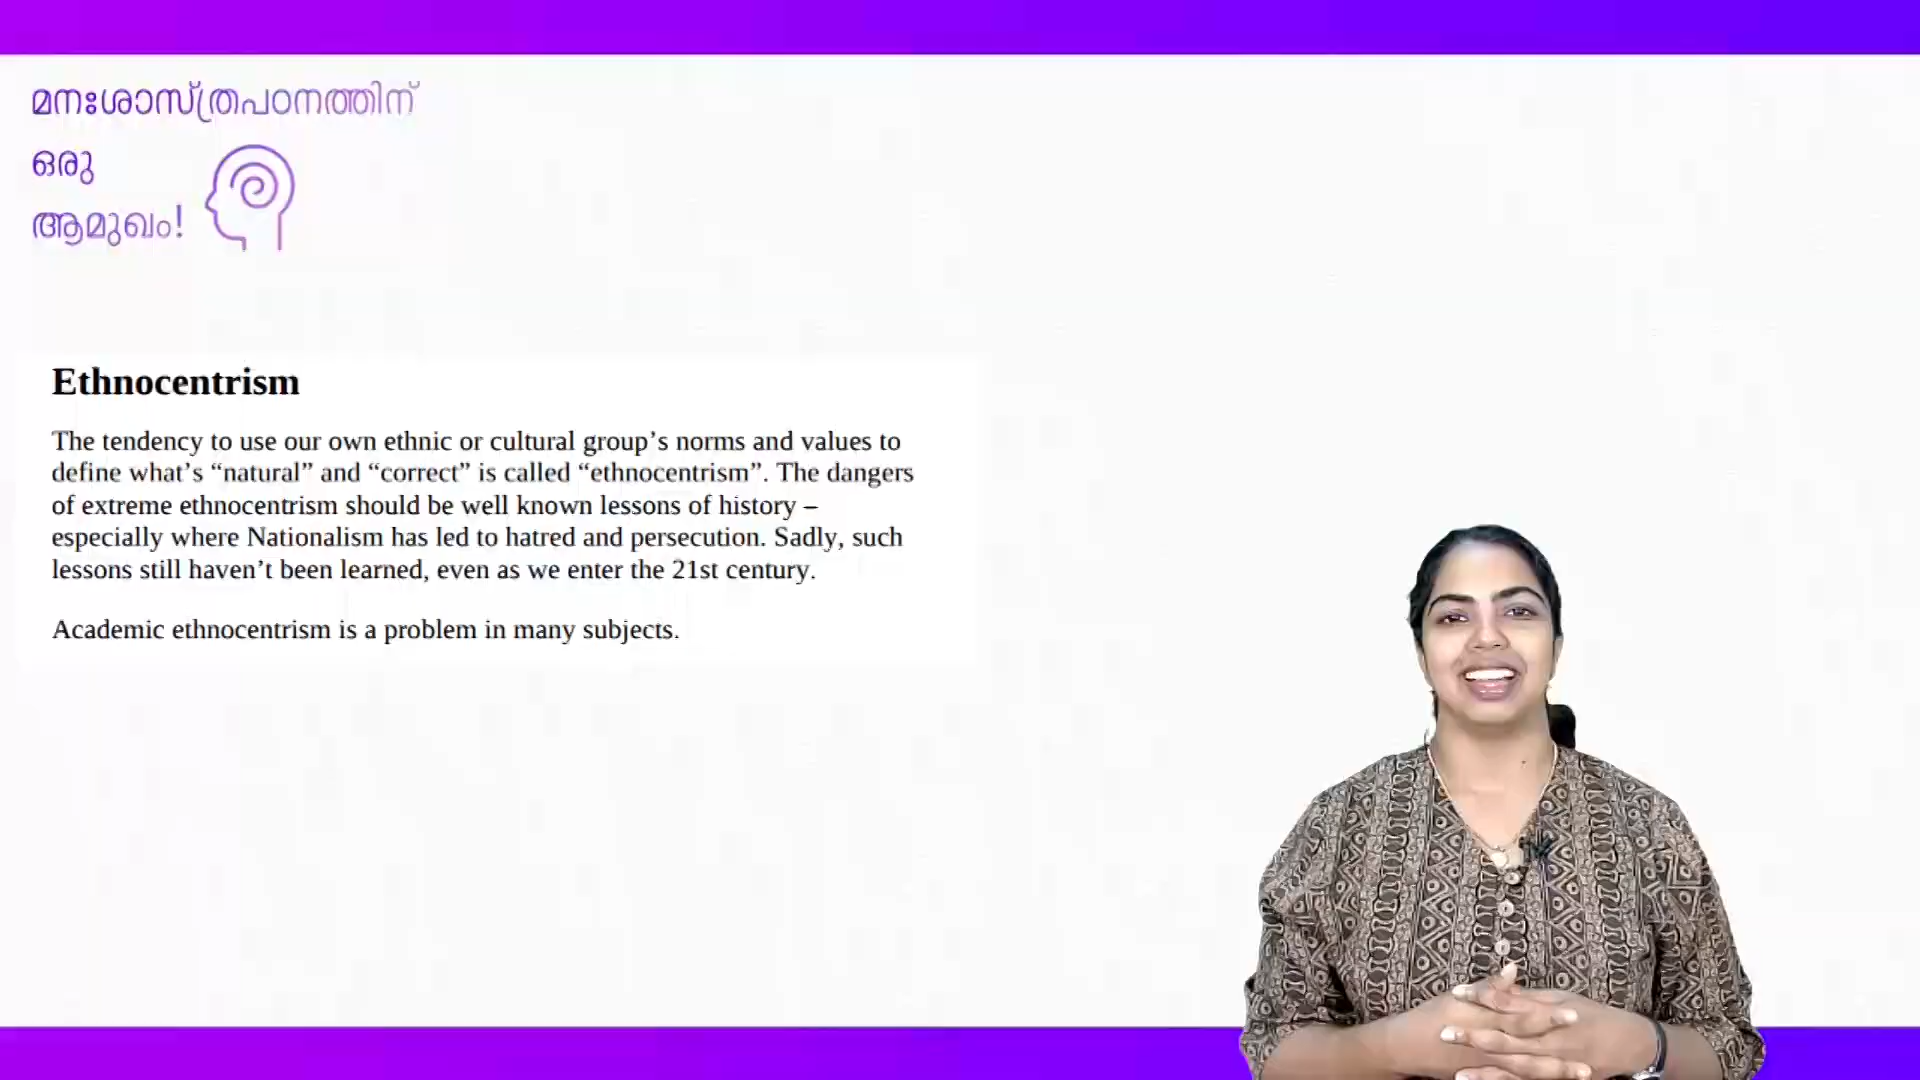 മനഃശാസ്ത്രപഠനത്തിന്
ഒരു
ആമുഖം!
Ethnocentrism
The tendency to use our own ethnic or cultural group’s norms and values to
define what’s “natural” and “correct” is called “ethnocentrism”. The dangers
of extreme ethnocentrism should be well known lessons of history –
especially where Nationalism has led to hatred and persecution. Sadly, such
lessons still haven’t been learned, even as we enter the 21st century.
Academic ethnocentrism is a problem in many subjects.